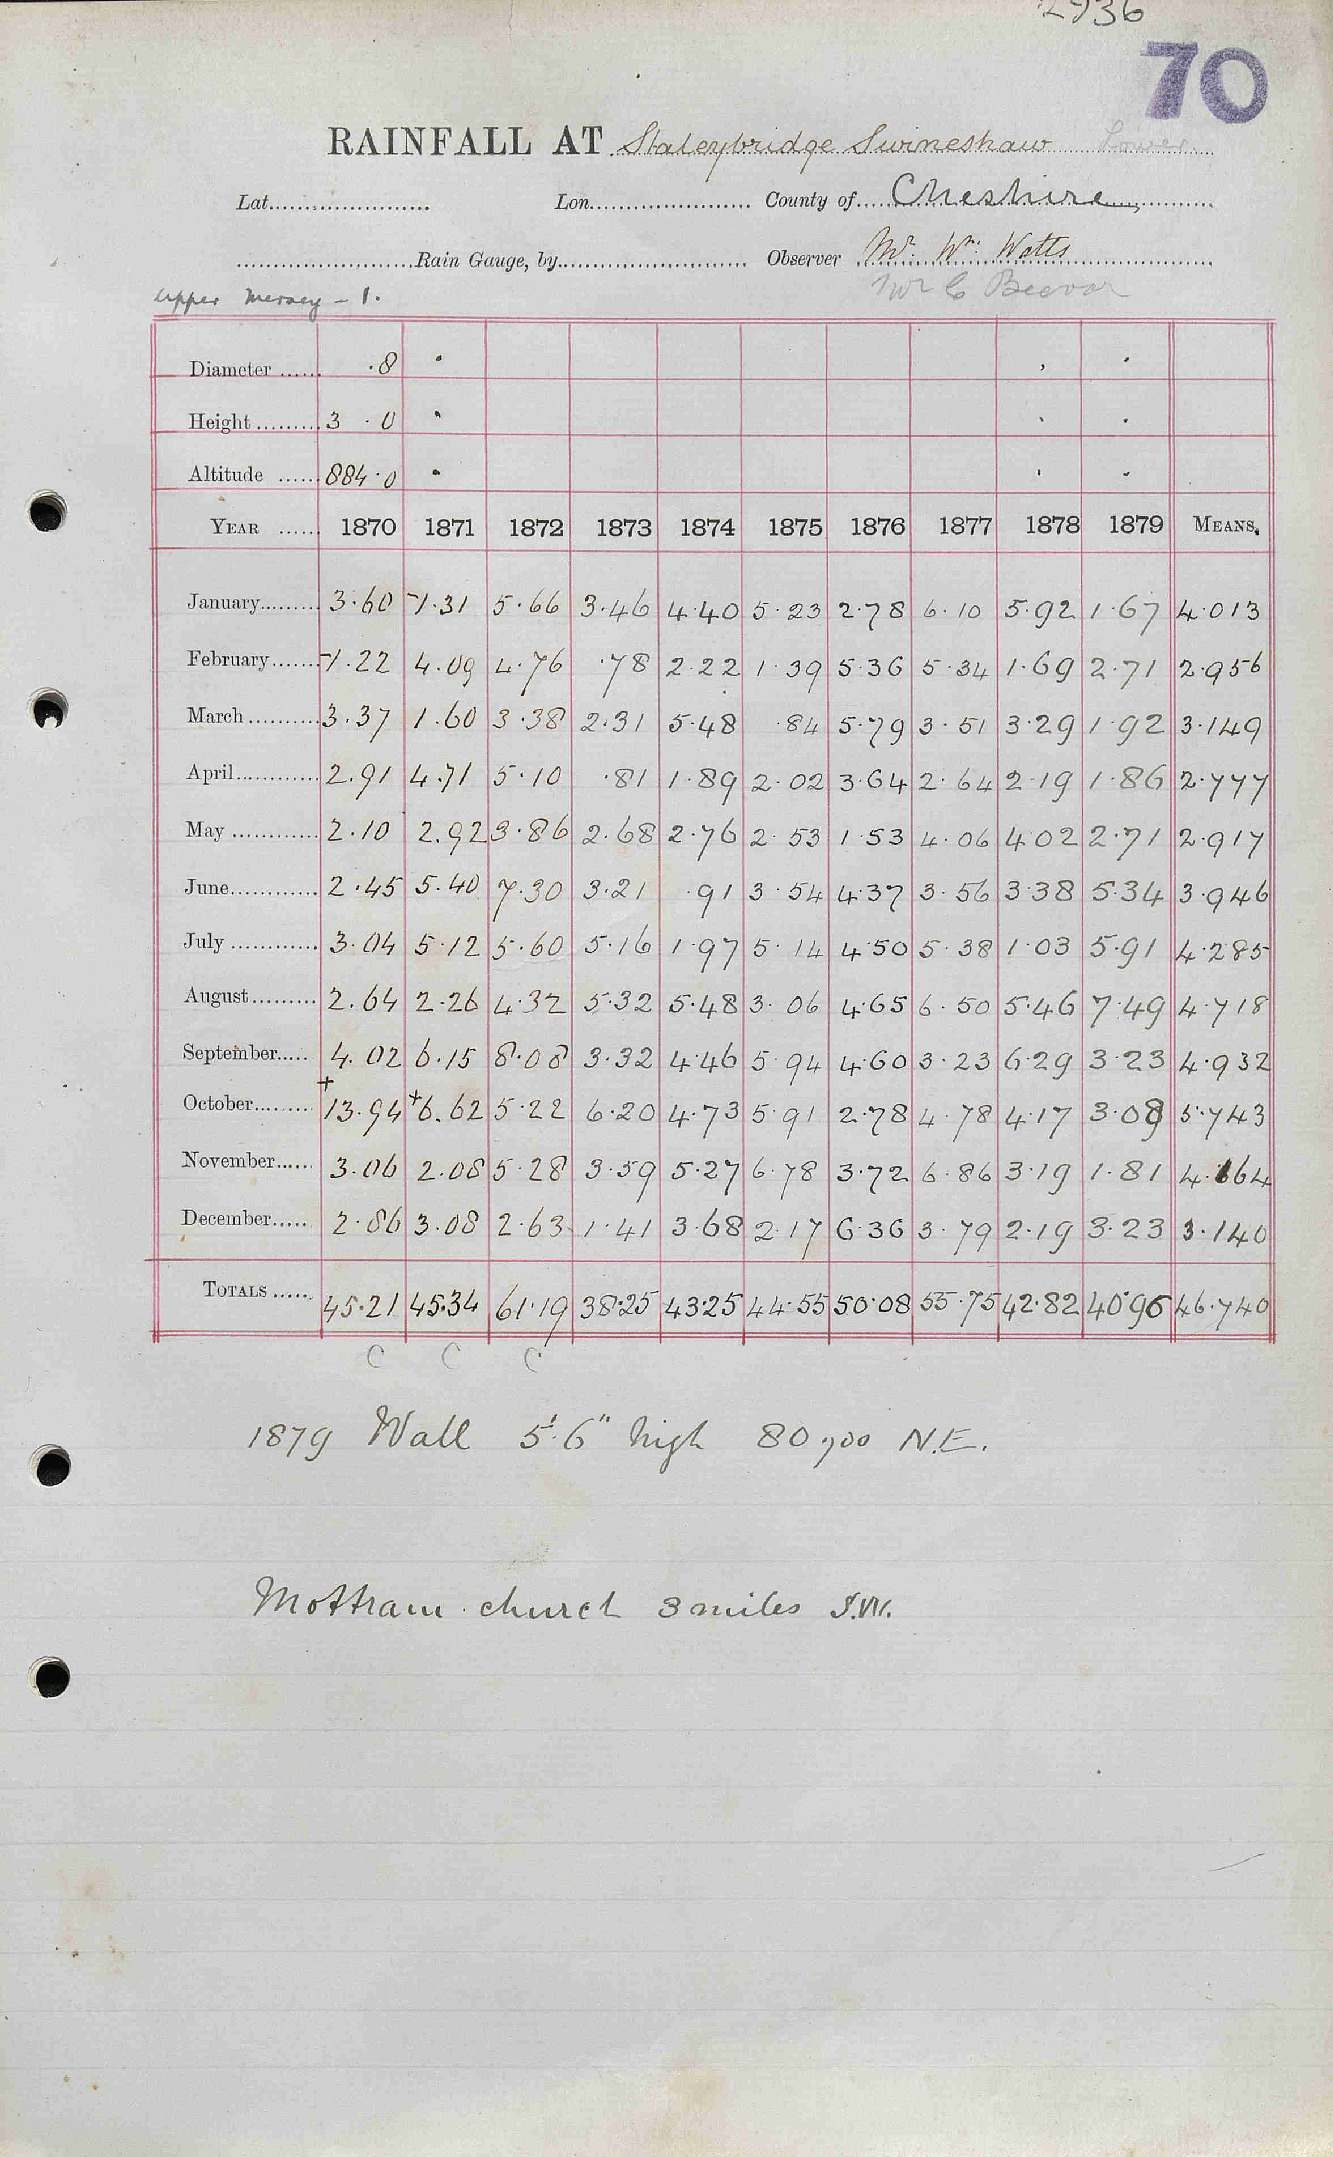 2936
70
RAINFALL AT Staleybridge Swineshaw Lower
Lat. Lon. County of Cheshire
Rain Gauge, by Observer Mr. Wm. Watts
Upper Mersey - 1. Mr C Beevor
Diameter ·8
Height 3 · 0
Altitude 884·0
YEAR 1870 1871 1872 1873 1874 1875 1876 1877 1878 1879 MEANS.
January 3·60 1·31 5·66 3·46 4·40 5·23 2·78 6·10 5·92 1·67 4·013
February 1·22 4·09 4·76 ·78 2·22 1·39 5·36 5·34 1·69 2·71 2·956
March 3·37 1·60 3·38 2·31 5·48 ·84 5·79 3·51 3·29 1·92 3·149
April 2·91 4·71 5·10 ·81 1·89 2·02 3·64 2·64 2·19 1·86 2·777
May 2·10 2·92 3·86 2·68 2·76 2·53 1·53 4·06 4·02 2·71 2·917
June 2·45 5·40 7·30 3·21 ·91 3·54 4·37 3·56 3·38 5·34 3·946
July 3·04 5·12 5·60 5·16 1·97 5·14 4·50 5·38 1·03 5·91 4·285
August 2·64 2·26 4·32 5·32 5·48 3·06 4·65 6·50 5·46 7·49 4·718
September 4·02 6·15 8·08 3·32 4·46 5·94 4·60 3·23 6·29 3·23 4·932
October +13·94 +6·62 5·22 6·20 4·73 5·91 2·78 4·78 4·17 3·08 5·743
November 3·06 2·08 5·28 3·59 5·27 6·78 3·72 6·86 3·19 1·81 4·164
December 2·86 3·08 2·63 1·41 3·68 2·17 6·36 3·79 2·19 3·23 3·140
TOTALS 45·21 45·34 61·19 38·25 43·25 44·55 50·08 55·75 42·82 40·96 46·740
C C C
1879 Wall 5' 6" high 80 yds N.E.
Mottram church 3 miles S.W.